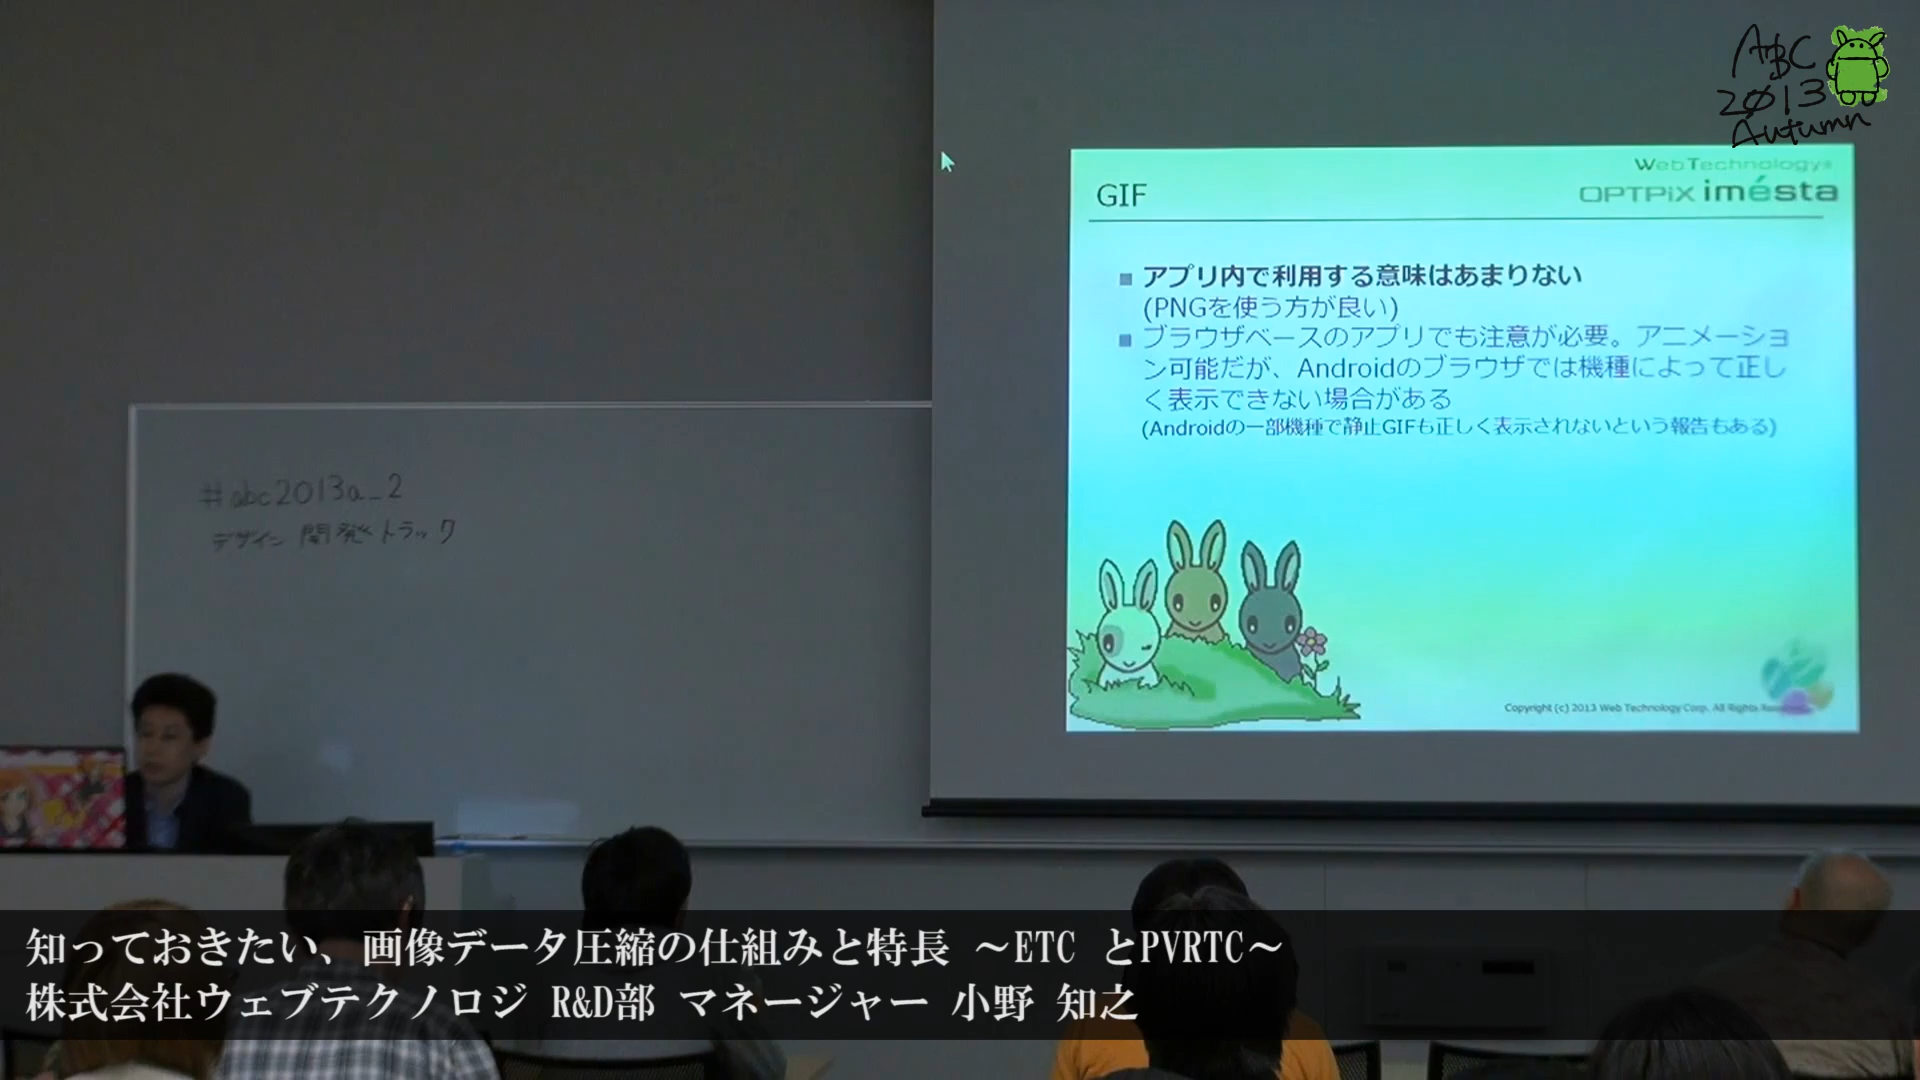 ABC
2013
Autumn
WebTechnology
OPTPiX imésta
GIF
アプリ内で利用する意味はあまりない
(PNGを使う方が良い)
ブラウザベースのアプリでも注意が必要。アニメーショ
ン可能だが、Androidのブラウザでは機種によって正し
く表示できない場合がある
(Androidの一部機種で静止GIFも正しく表示されないという報告もある)
Copyright (c) 2013 Web Technology Corp. All Rights
#abc2013a_2
デザイン 開発トラック
知っておきたい、画像データ圧縮の仕組みと特長 ～ETC とPVRTC～
株式会社ウェブテクノロジ R&D部 マネージャー 小野 知之